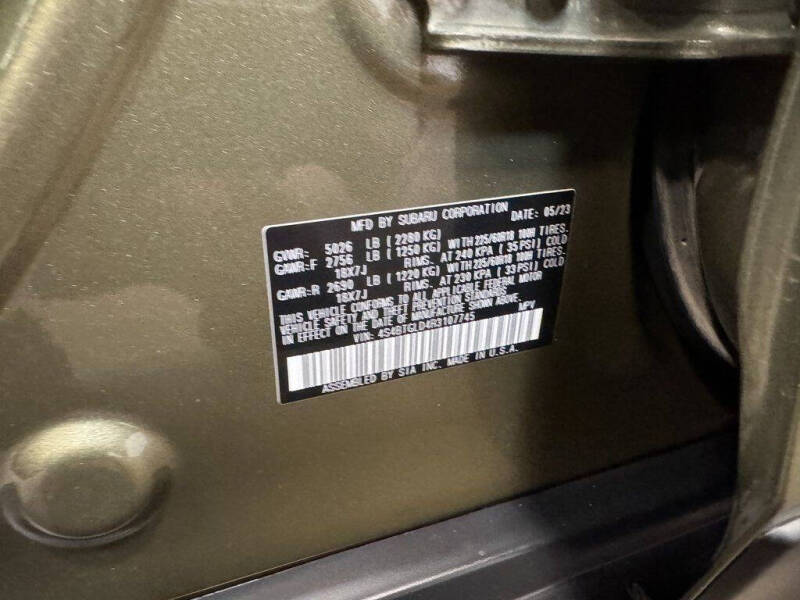 MFD BY SUBARU CORPORATION DATE: 05/23
GVWR: 5026 LB ( 2280 KG)
GAWR:F 2756 LB ( 1250 KG) WITH 225/60R18 100H TIRES.
18X7J RIMS. AT 240 KPA ( 35 PSI) COLD
GAWR:R 2690 LB ( 1220 KG) WITH 225/60R18 100H TIRES.
18X7J RIMS. AT 230 KPA ( 33 PSI) COLD
THIS VEHICLE CONFORMS TO ALL APPLICABLE FEDERAL MOTOR
VEHICLE SAFETY AND THEFT PREVENTION STANDARDS
IN EFFECT ON THE DATE OF MANUFACTURE SHOWN ABOVE.
VIN: 4S4BTGLD4R3107745 MPV
ASSEMBLED BY SIA INC. MADE IN U.S.A.